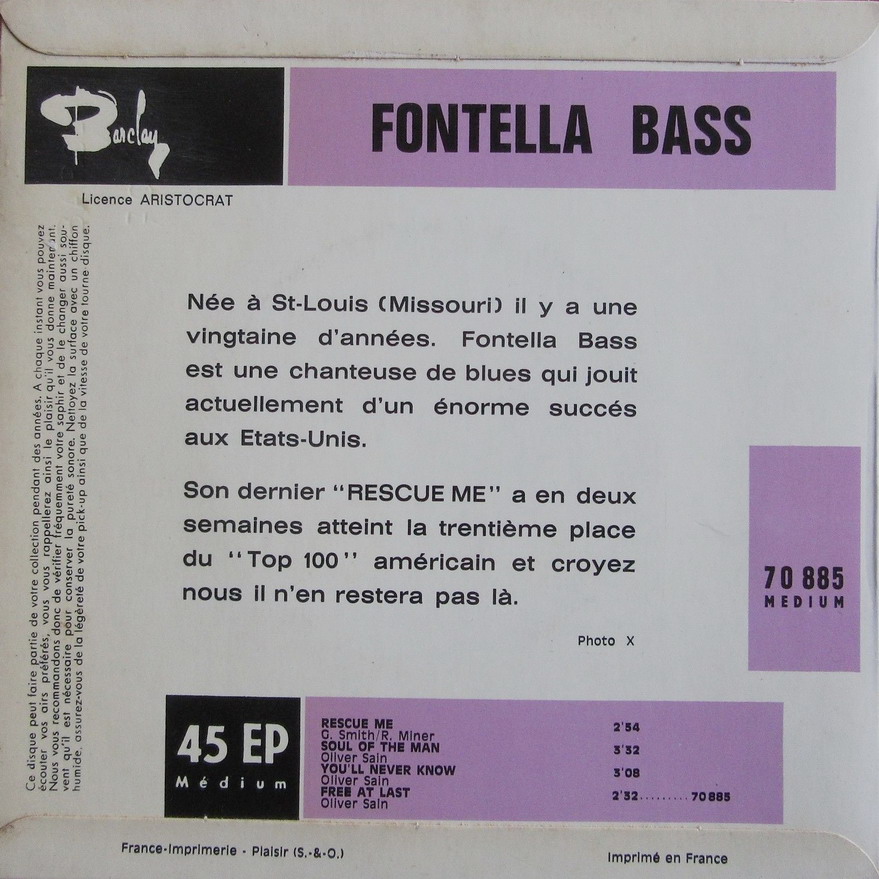 Barclay
FONTELLA BASS
Licence ARISTOCRAT
Ce disque peut faire partie de votre collection pendant des années. A chaque instant vous pouvez
écouter vos airs préférés, vous vous rappellerez ainsi le plaisir qu'il vous donne maintenant.
Nous vous recommandons donc de vérifier fréquemment votre saphir et de le changer aussi sou-
vent qu'il est nécessaire pour conserver la pureté sonore. Nettoyez la surface avec un chiffon
humide, assurez-vous de la légèreté de votre pick-up ainsi que de la vitesse de votre tourne disque.
Née à St-Louis (Missouri) il y a une
vingtaine d'années. Fontella Bass
est une chanteuse de blues qui jouit
actuellement d'un énorme succés
aux Etats-Unis.
Son dernier "RESCUE ME" a en deux
semaines atteint la trentième place
du "Top 100" américain et croyez
nous il n'en restera pas là.
Photo X
70 885
MEDIUM
45 EP
Médium
RESCUE ME 2'54
G. Smith/R. Miner
SOUL OF THE MAN 3'32
Oliver Sain
YOU'LL NEVER KNOW 3'08
Oliver Sain
FREE AT LAST 2'32.........70885
Oliver Sain
France-Imprimerie - Plaisir (S.-&-O.)
Imprimé en France